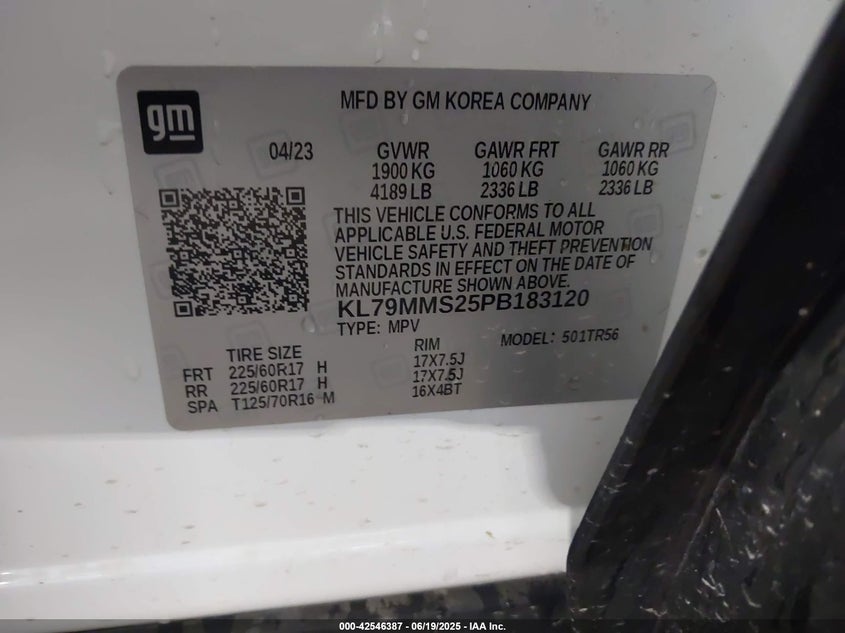 gm
MFD BY GM KOREA COMPANY
04/23 GVWR GAWR FRT GAWR RR
1900 KG 1060 KG 1060 KG
4189 LB 2336 LB 2336 LB
THIS VEHICLE CONFORMS TO ALL
APPLICABLE U.S. FEDERAL MOTOR
VEHICLE SAFETY AND THEFT PREVENTION
STANDARDS IN EFFECT ON THE DATE OF
MANUFACTURE SHOWN ABOVE.
KL79MMS25PB183120
TYPE: MPV MODEL: 501TR56
TIRE SIZE RIM
FRT 225/60R17 H 17X7.5J
RR 225/60R17 H 17X7.5J
SPA T125/70R16 M 16X4BT
000-42546387 - 06/19/2025 - IAA Inc.